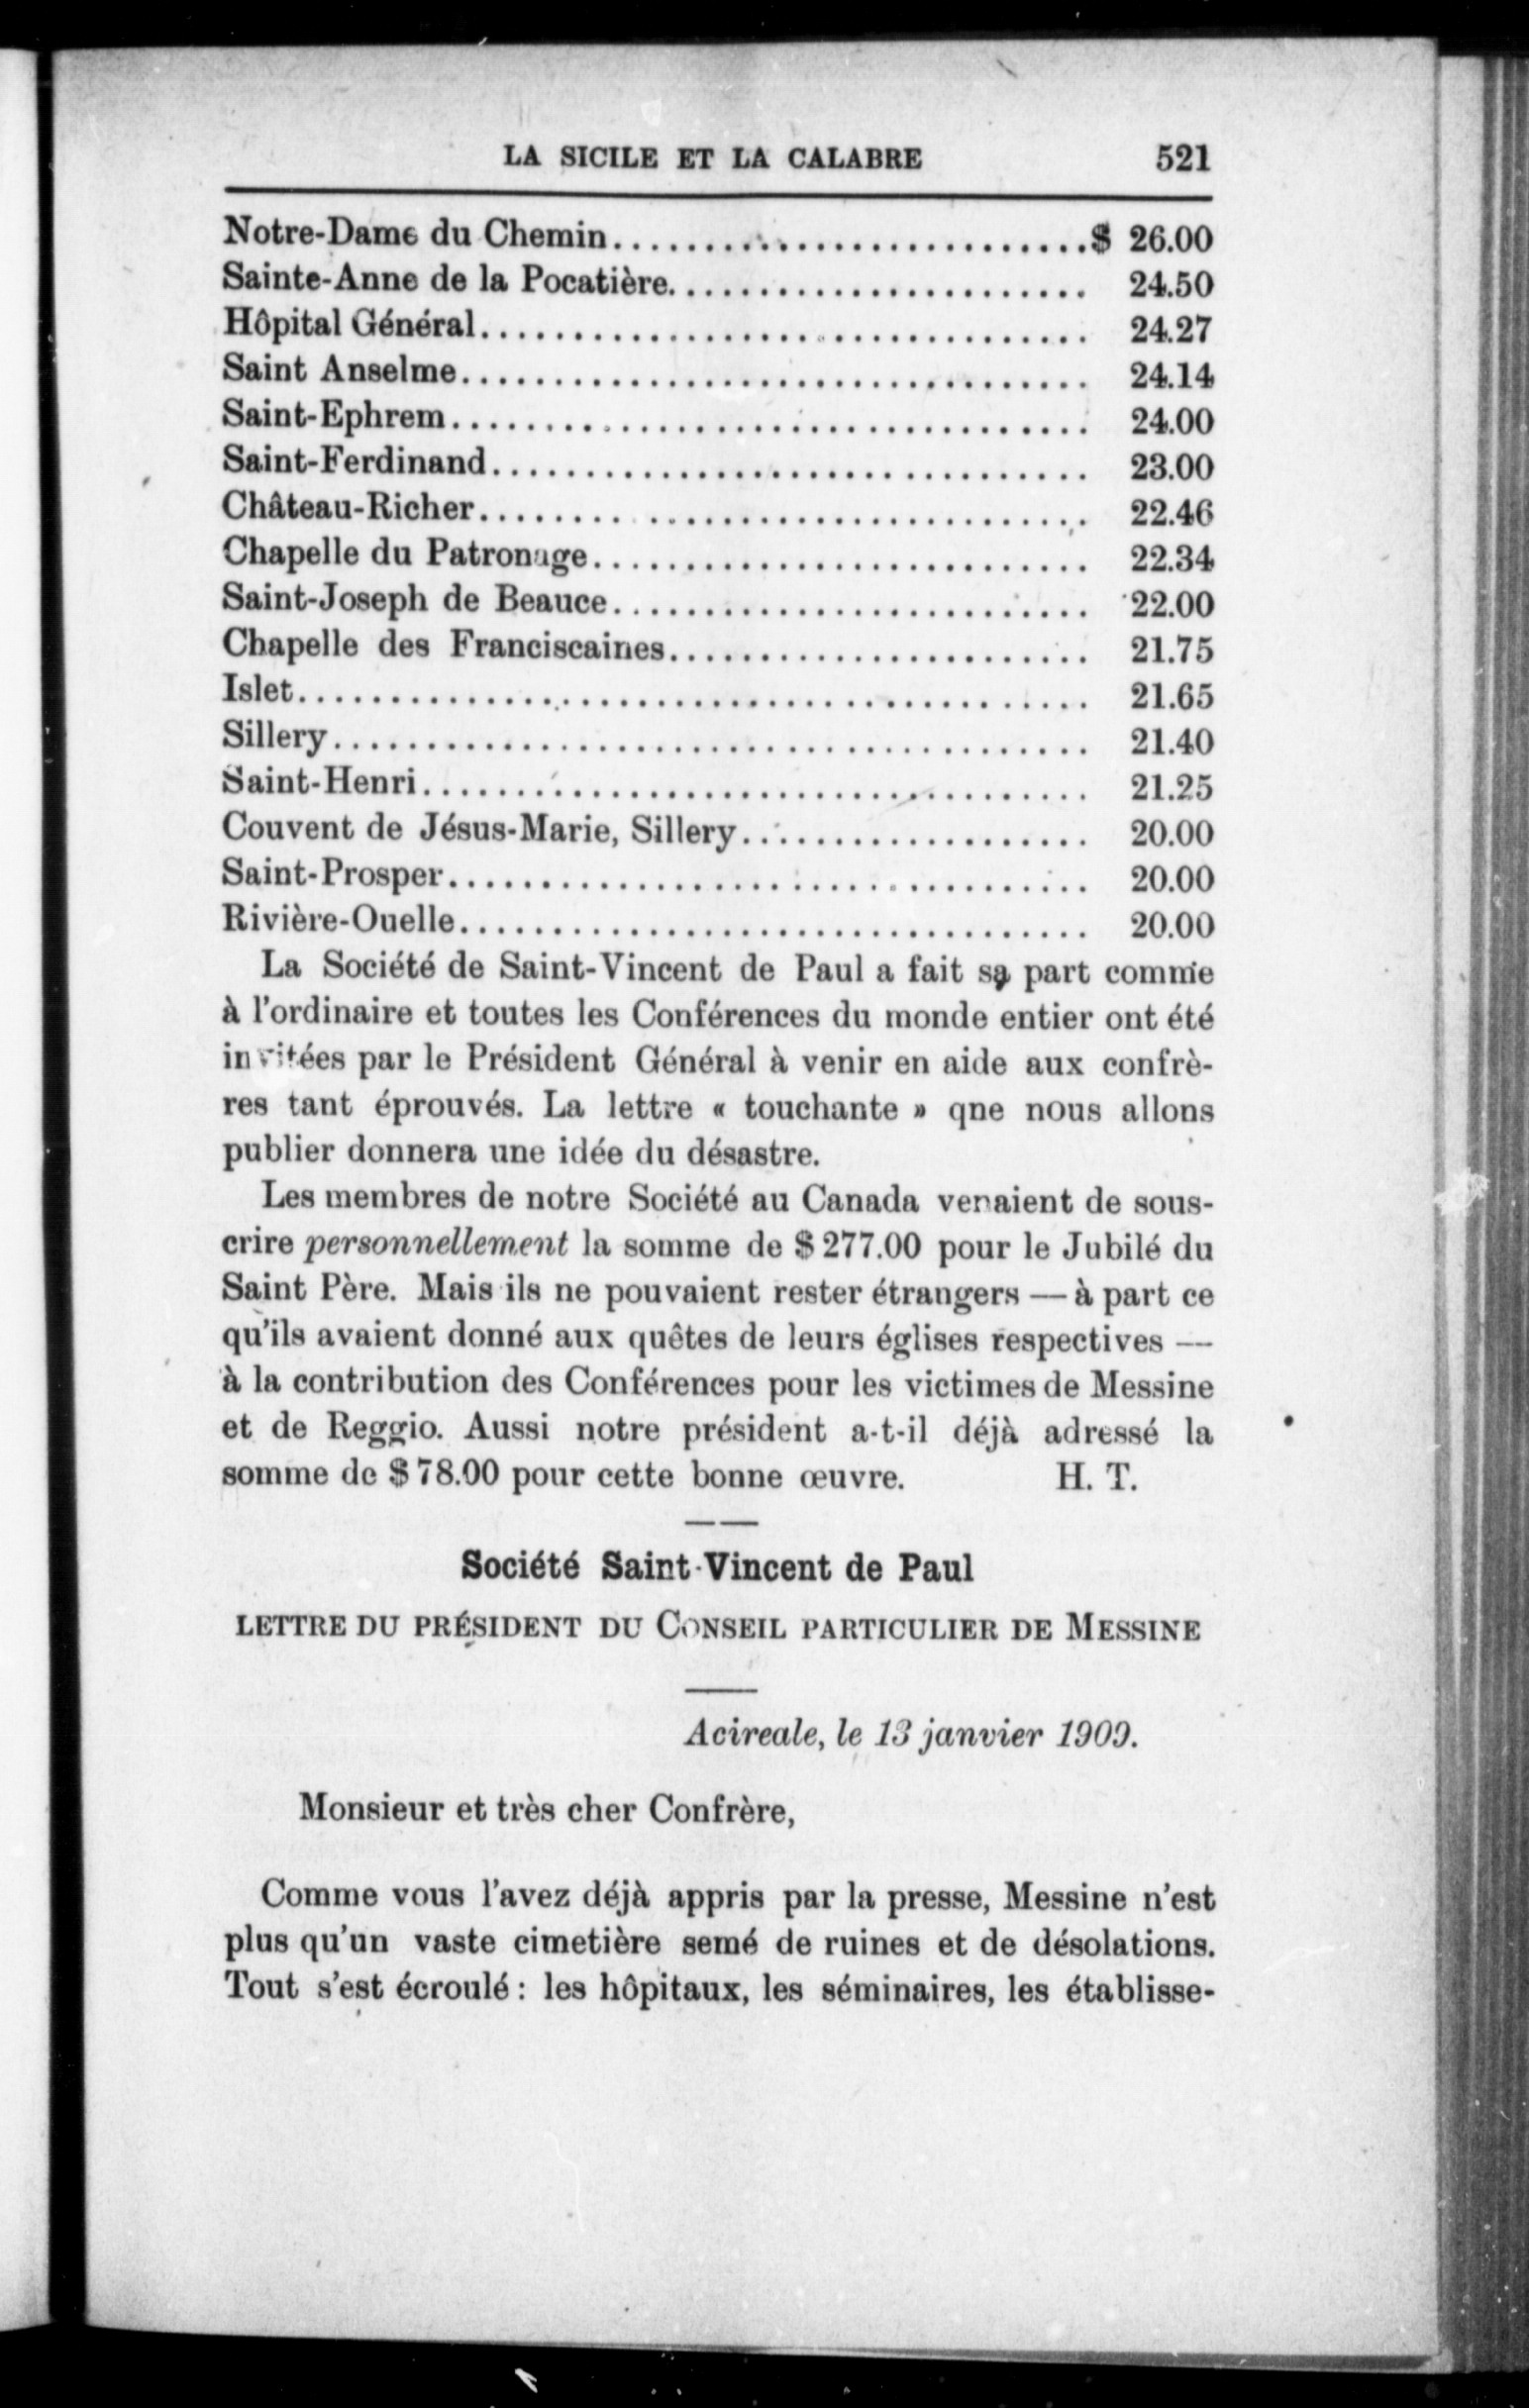 LA SICILE ET LA CALABRE 521
Notre-Dame du Chemin...........................$ 26.00
Sainte-Anne de la Pocatière....................... 24.50
Hôpital Général.................................. 24.27
Saint Anselme................................... 24.14
Saint-Ephrem................................... 24.00
Saint-Ferdinand................................. 23.00
Château-Richer................................. 22.46
Chapelle du Patronage............................ 22.34
Saint-Joseph de Beauce........................... 22.00
Chapelle des Franciscaines....................... 21.75
Islet............................................ 21.65
Sillery.......................................... 21.40
Saint-Henri..................................... 21.25
Couvent de Jésus-Marie, Sillery................... 20.00
Saint-Prosper................................... 20.00
Rivière-Ouelle................................... 20.00
La Société de Saint-Vincent de Paul a fait sa part comme
à l'ordinaire et toutes les Conférences du monde entier ont été
invitées par le Président Général à venir en aide aux confrè-
res tant éprouvés. La lettre « touchante » qne nous allons
publier donnera une idée du désastre.
Les membres de notre Société au Canada venaient de sous-
crire personnellement la somme de $ 277.00 pour le Jubilé du
Saint Père. Mais ils ne pouvaient rester étrangers — à part ce
qu'ils avaient donné aux quêtes de leurs églises respectives —
à la contribution des Conférences pour les victimes de Messine
et de Reggio. Aussi notre président a-t-il déjà adressé la
somme de $ 78.00 pour cette bonne œuvre. H. T.
Société Saint-Vincent de Paul
LETTRE DU PRÉSIDENT DU CONSEIL PARTICULIER DE MESSINE
Acireale, le 13 janvier 1909.
Monsieur et très cher Confrère,
Comme vous l'avez déjà appris par la presse, Messine n'est
plus qu'un vaste cimetière semé de ruines et de désolations.
Tout s'est écroulé : les hôpitaux, les séminaires, les établisse-